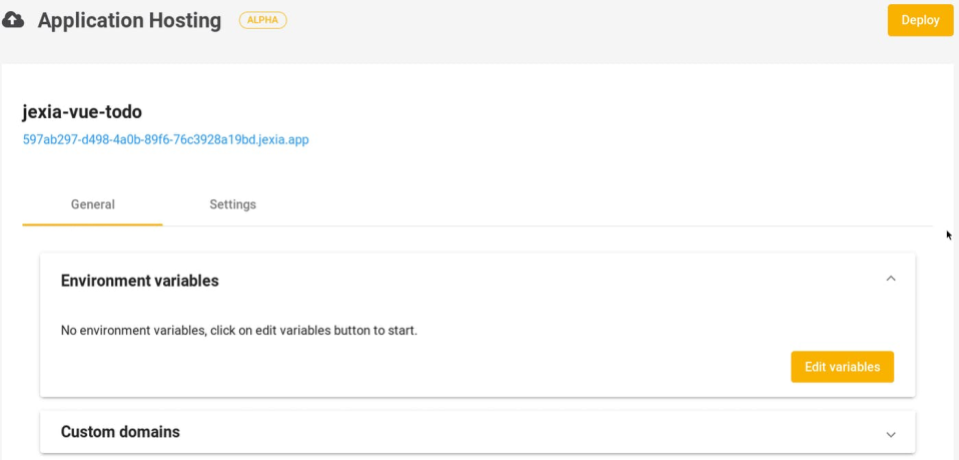 Application Hosting ALPHA Deploy
jexia-vue-todo
597ab297-d498-4a0b-89f6-76c3928a19bd.jexia.app
General Settings
Environment variables
No environment variables, click on edit variables button to start.
Edit variables
Custom domains